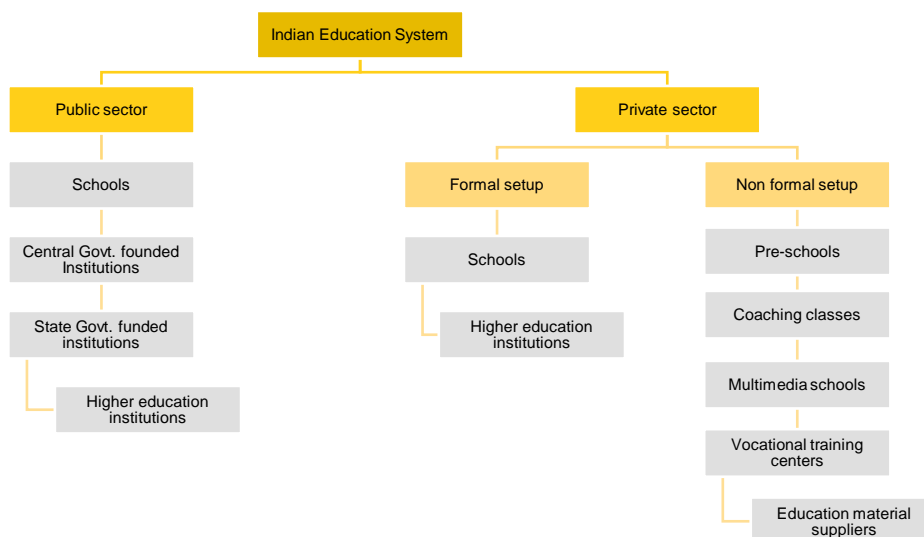 Indian Education System
Public sector
Private sector
Schools
Formal setup
Non formal setup
Central Govt. founded
Institutions
Schools
Pre-schools
State Govt. funded
institutions
Higher education
institutions
Coaching classes
Higher education
institutions
Multimedia schools
Vocational training
centers
Education material
suppliers